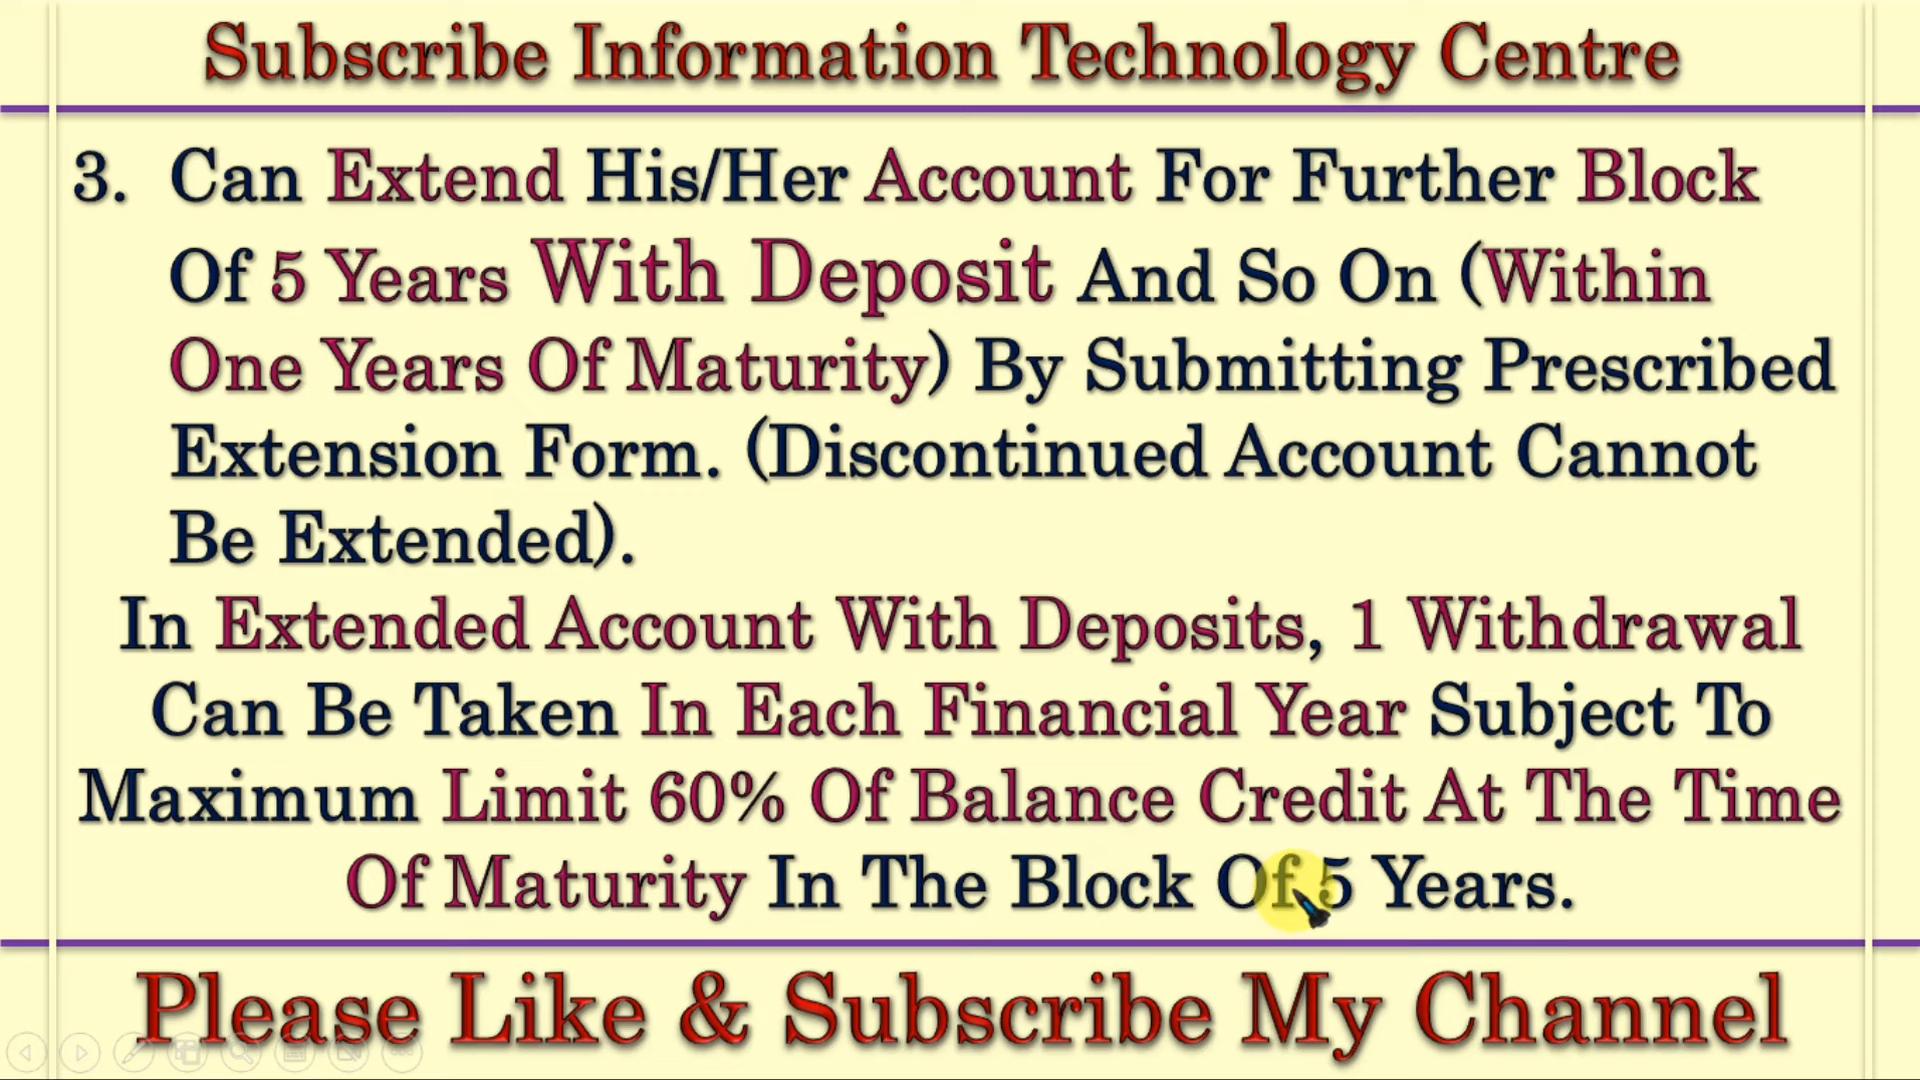 Subscribe Information Technology Centre
3. Can Extend His/Her Account For Further Block
Of 5 Years With Deposit And So On (Within
One Years Of Maturity) By Submitting Prescribed
Extension Form. (Discontinued Account Cannot
Be Extended).
In Extended Account With Deposits, 1 Withdrawal
Can Be Taken In Each Financial Year Subject To
Maximum Limit 60% Of Balance Credit At The Time
Of Maturity In The Block Of 5 Years.
Please Like & Subscribe My Channel